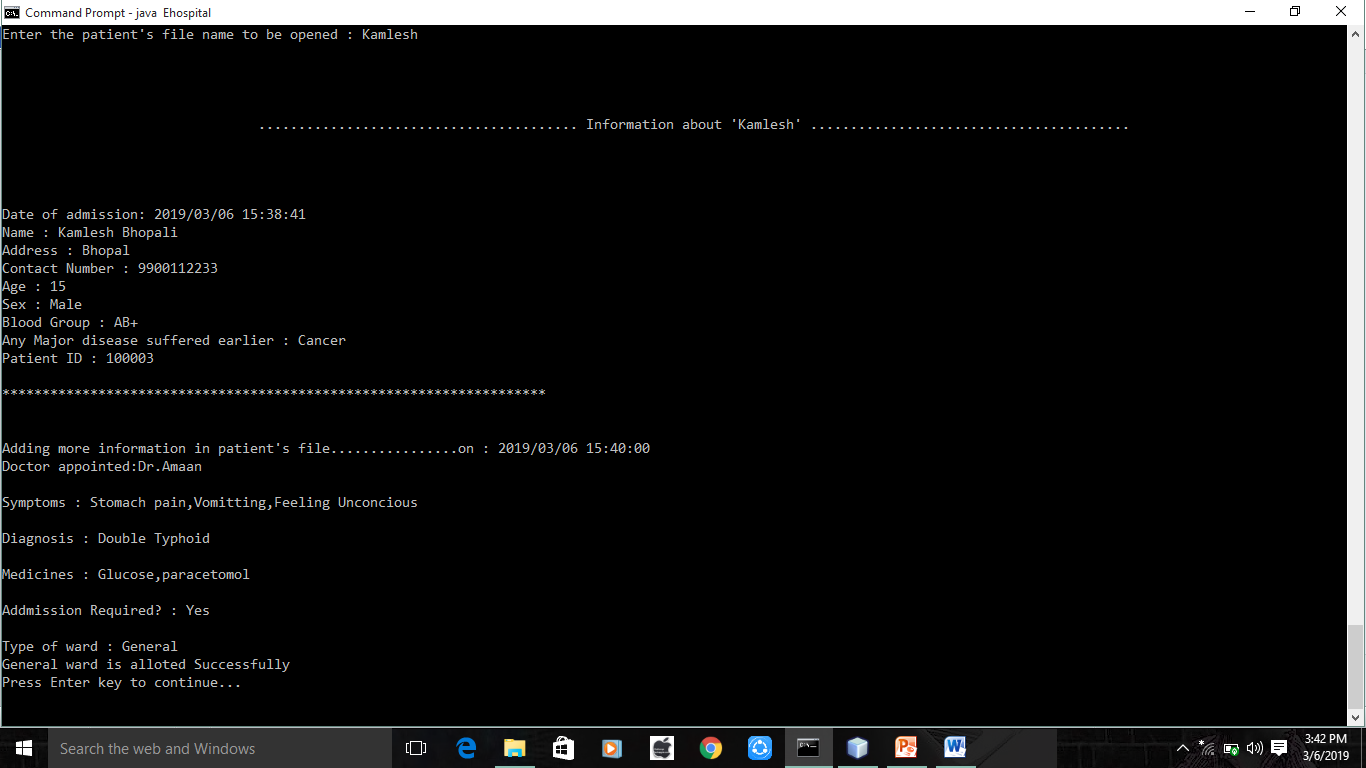 Command Prompt - java Ehospital
Enter the patient's file name to be opened : Kamlesh
........................................ Information about 'Kamlesh' ........................................
Date of admission: 2019/03/06 15:38:41
Name : Kamlesh Bhopali
Address : Bhopal
Contact Number : 9900112233
Age : 15
Sex : Male
Blood Group : AB+
Any Major disease suffered earlier : Cancer
Patient ID : 100003
********************************************************************
Adding more information in patient's file................on : 2019/03/06 15:40:00
Doctor appointed:Dr.Amaan
Symptoms : Stomach pain,Vomitting,Feeling Unconcious
Diagnosis : Double Typhoid
Medicines : Glucose,paracetomol
Addmission Required? : Yes
Type of ward : General
General ward is alloted Successfully
Press Enter key to continue...
Search the web and Windows
3:42 PM
3/6/2019